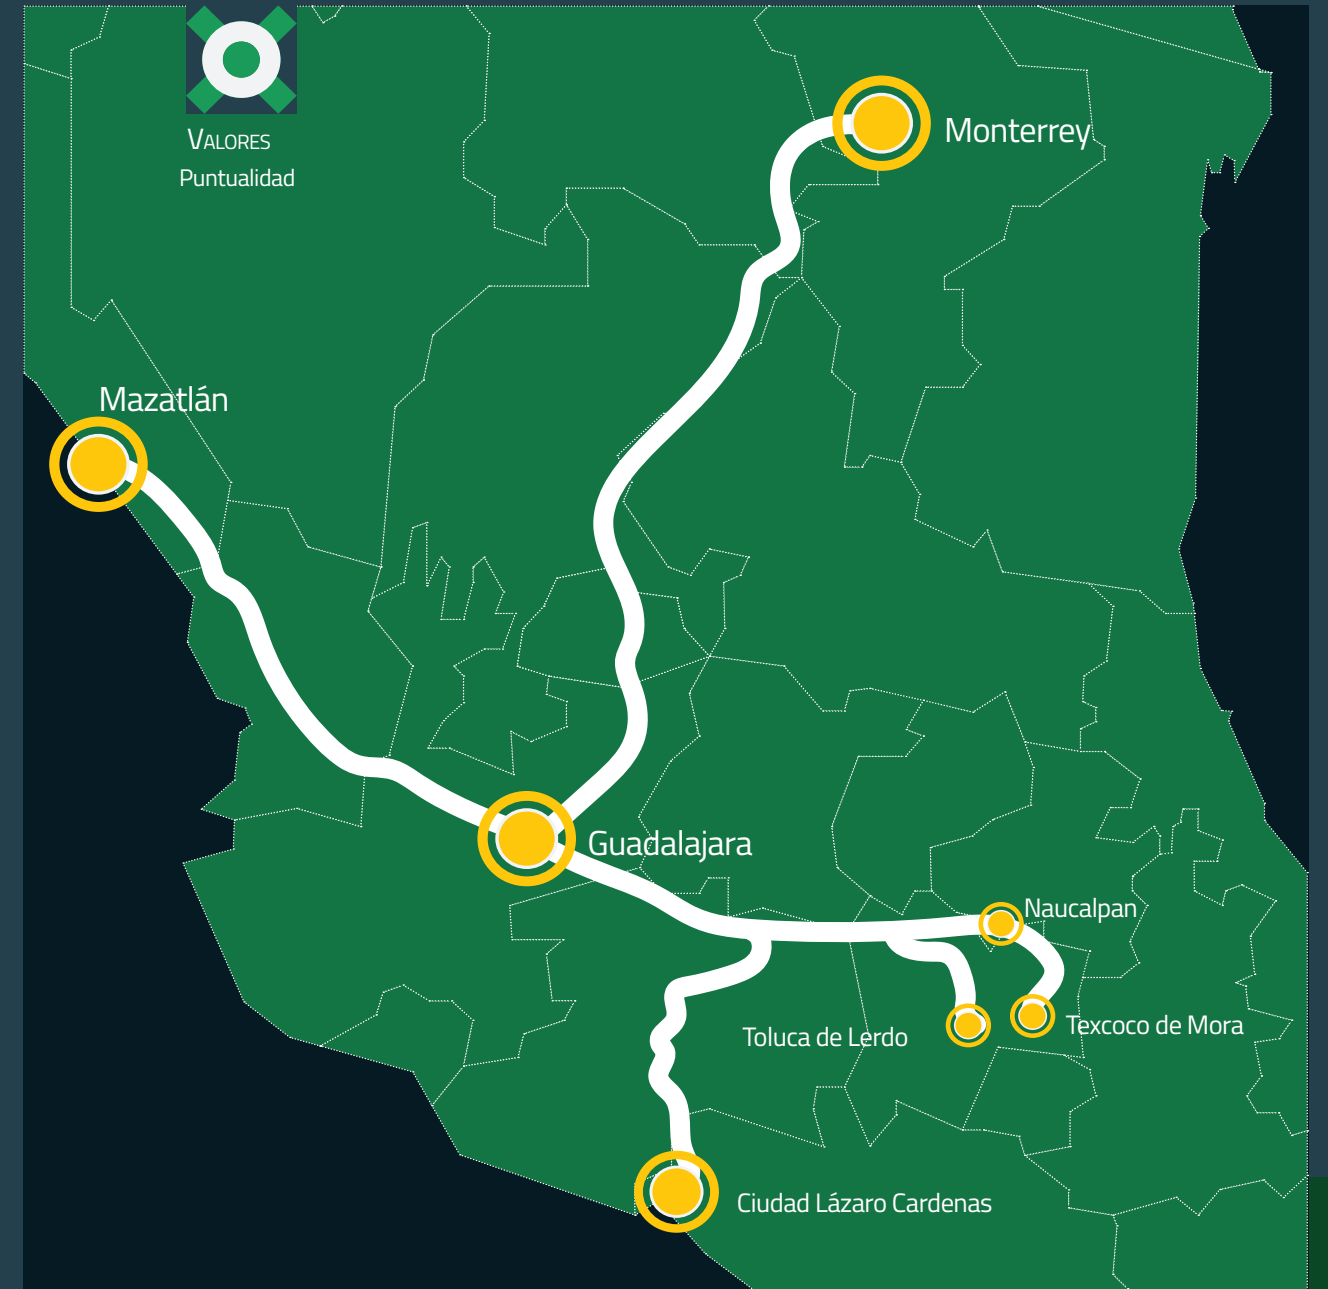 Monterrey
VALORES
Puntualidad
Mazatlán
Guadalajara
Naucalpan
Toluca de Lerdo
Texcoco de Mora
Ciudad Lázaro Cardenas